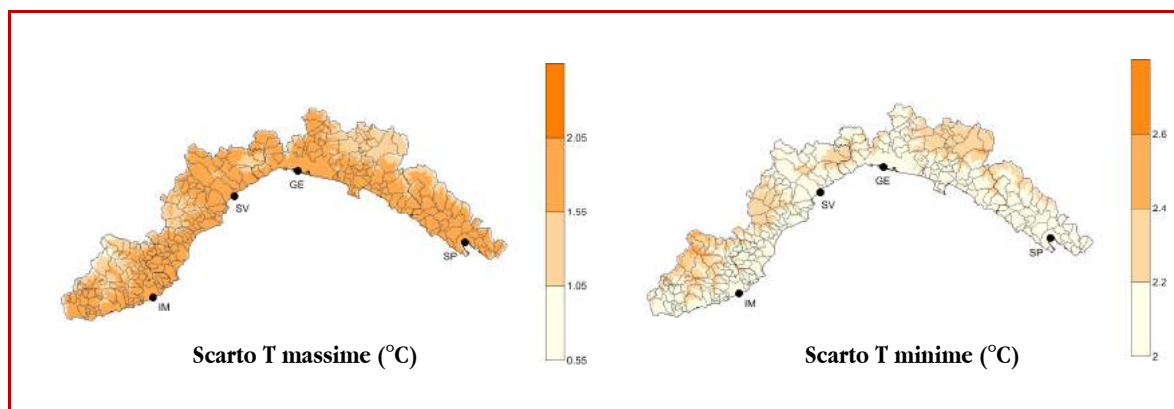 2.05
1.55
1.05
0.55
GE
SV
SP
IM
Scarto T massime (°C)
2.6
2.4
2.2
2
GE
SV
SP
IM
Scarto T minime (°C)